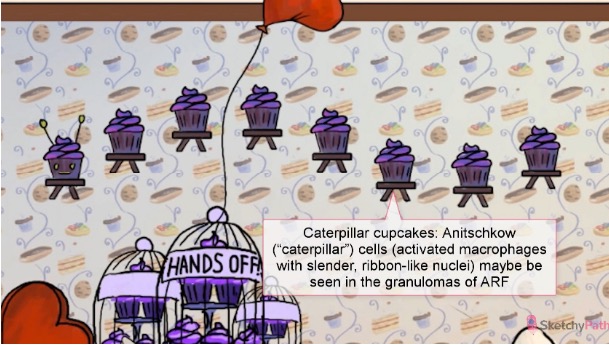 HANDS OFF
Caterpillar cupcakes: Anitschkow
("caterpillar") cells (activated macrophages
with slender, ribbon-like nuclei) maybe be
seen in the granulomas of ARF
SketchyPath